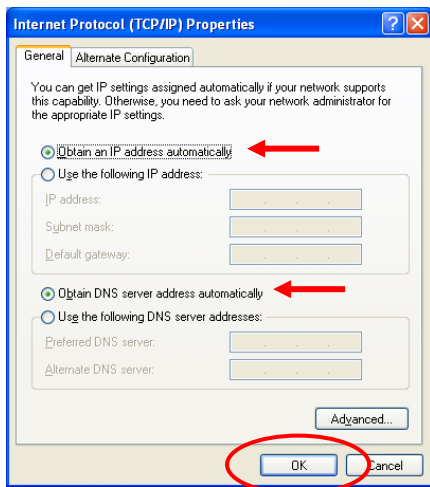 Internet Protocol (TCP/IP) Properties
General
Alternate Configuration
You can get IP settings assigned automatically if your network supports
this capability. Otherwise, you need to ask your network administrator for
the appropriate IP settings.
Obtain an IP address automatically
Use the following IP address:
IP address:
Subnet mask:
Default gateway:
Obtain DNS server address automatically
Use the following DNS server addresses:
Preferred DNS server:
Alternate DNS server:
Advanced...
OK
Cancel